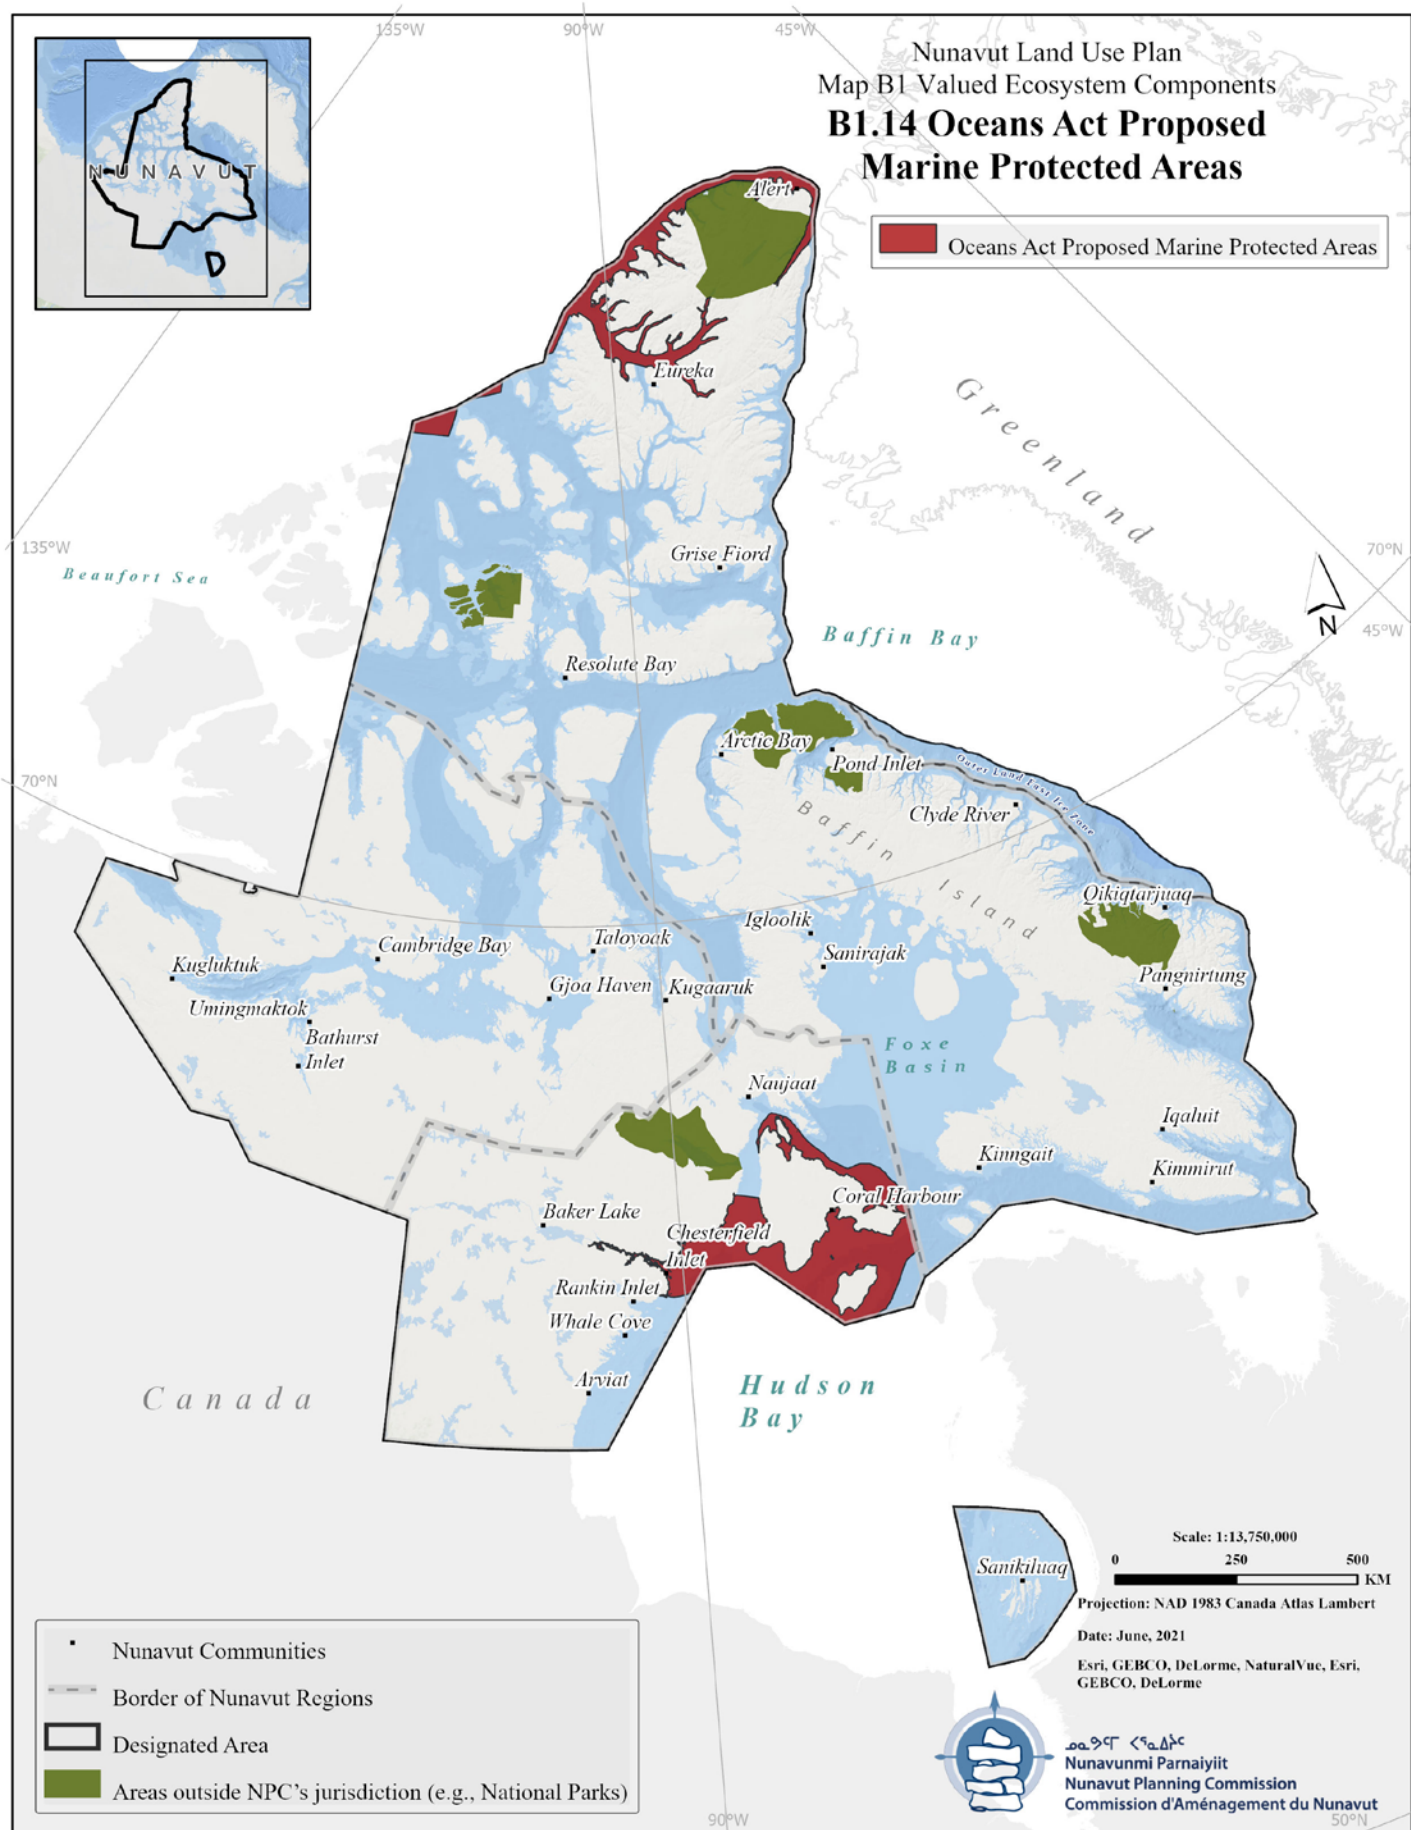 135°W
90°W
45°W
Nunavut Land Use Plan
Map B1 Valued Ecosystem Components
B1.14 Oceans Act Proposed
Marine Protected Areas
Oceans Act Proposed Marine Protected Areas
NUNAVUT
Alert
Eureka
Greenland
135°W
Beaufort Sea
Grise Fiord
70°N
45°W
N
Baffin Bay
Resolute Bay
Arctic Bay
Pond Inlet
Outer Land Fast Ice Zone
70°N
Clyde River
Baffin
Island
Qikiqtarjuaq
Igloolik
Taloyoak
Cambridge Bay
Sanirajak
Kugluktuk
Pangnirtung
Gjoa Haven
Kugaaruk
Umingmaktok
Bathurst
Inlet
Foxe
Basin
Naujaat
Iqaluit
Kinngait
Kimmirut
Coral Harbour
Baker Lake
Chesterfield
Inlet
Rankin Inlet
Whale Cove
Arviat
Canada
Hudson
Bay
Sanikiluaq
Scale: 1:13,750,000
0 250 500
KM
Projection: NAD 1983 Canada Atlas Lambert
Date: June, 2021
Esri, GEBCO, DeLorme, NaturalVue, Esri,
GEBCO, DeLorme
Nunavut Communities
Border of Nunavut Regions
Designated Area
Areas outside NPC's jurisdiction (e.g., National Parks)
ᓄᓇᕗᒻᒥ ᐸᕐᓇᐃᔩᑦ
Nunavunmi Parnaiyiit
Nunavut Planning Commission
Commission d'Aménagement du Nunavut
90°W
50°N